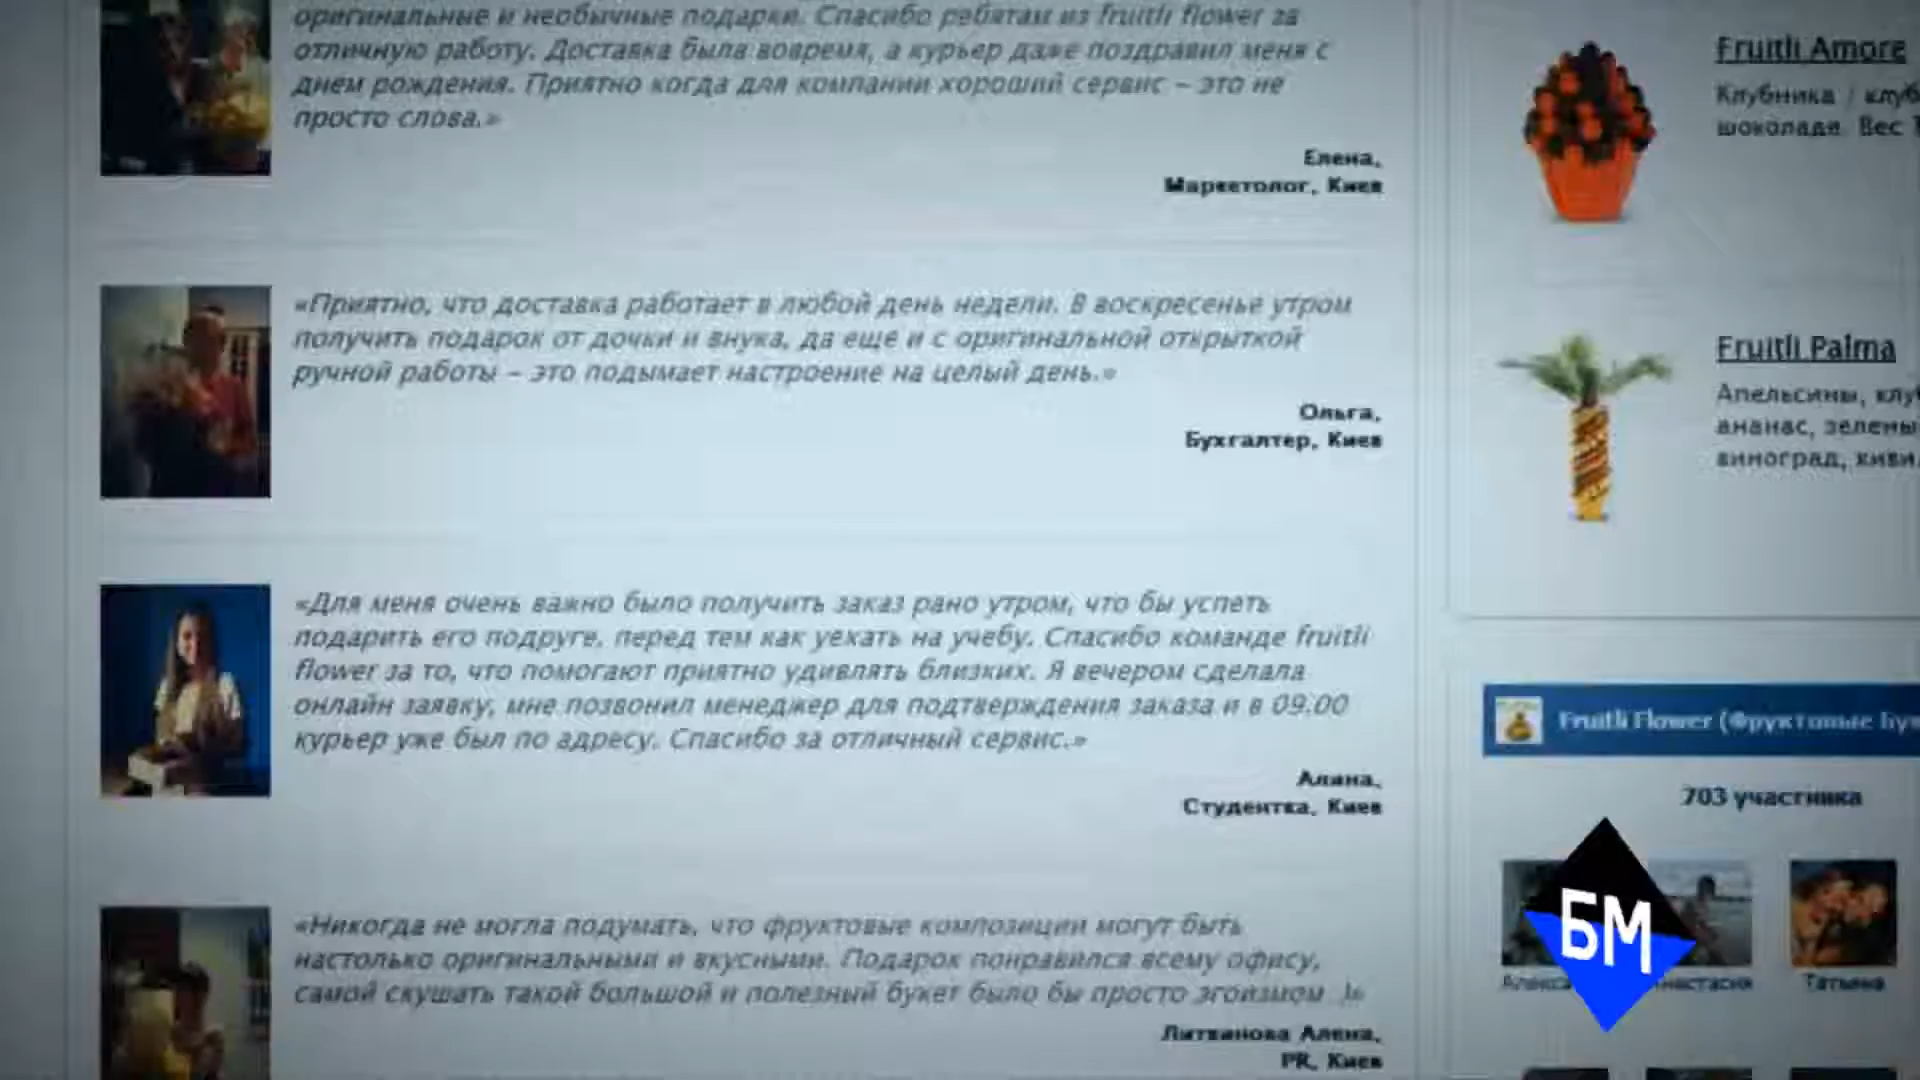 оригинальные и необычные подарки. Спасибо ребятам из fruitli flower за
отличную работу. Доставка была вовремя, а курьер даже поздравил меня с
днем рождения. Приятно когда для компании хороший сервис – это не
просто слова.»
Елена,
Маркетолог, Киев
«Приятно, что доставка работает в любой день недели. В воскресенье утром
получить подарок от дочки и внука, да еще и с оригинальной открыткой
ручной работы – это подымает настроение на целый день.»
Ольга,
Бухгалтер, Киев
«Для меня очень важно было получить заказ рано утром, что бы успеть
подарить его подруге, перед тем как уехать на учебу. Спасибо команде fruitli
flower за то, что помогают приятно удивлять близких. Я вечером сделала
онлайн заявку, мне позвонил менеджер для подтверждения заказа и в 09.00
курьер уже был по адресу. Спасибо за отличный сервис.»
Алина,
Студентка, Киев
«Никогда не могла подумать, что фруктовые композиции могут быть
настолько оригинальными и вкусными. Подарок понравился всему офису,
самой скушать такой большой и полезный букет было бы просто эгоизмом :)»
Литвинова Алена,
PR, Киев
Fruitli Amore
Клубника / клуб
шоколаде. Вес
Fruitli Palma
Апельсины, клу
ананас, зелены
виноград, киви,
Fruitli Flower (Фруктовые Бук
703 участника
Алекса настасия Татьяна
БМ